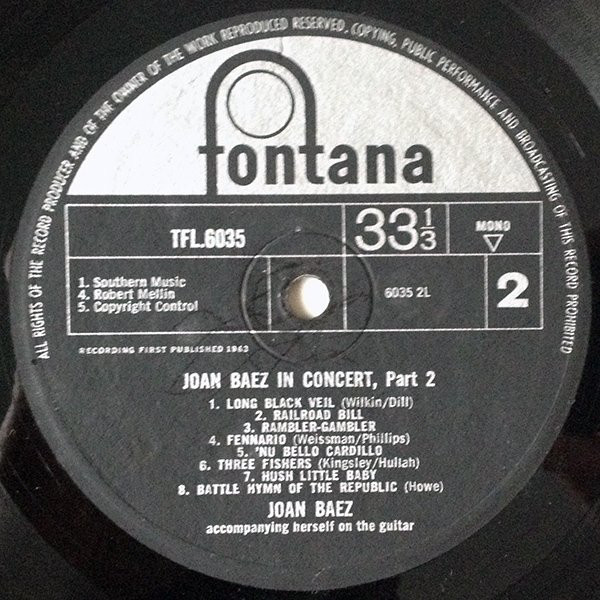 ALL RIGHTS OF THE RECORD PRODUCER AND OF THE OWNER OF THE WORK REPRODUCED RESERVED. COPYING, PUBLIC PERFORMANCE AND BROADCASTING OF THIS RECORD PROHIBITED
fontana
TFL.6035
33 1/3
MONO
1. Southern Music
4. Robert Mellin
5. Copyright Control
6035 2L
2
RECORDING FIRST PUBLISHED 1963
JOAN BAEZ IN CONCERT, Part 2
1. LONG BLACK VEIL (Wilkin/Dill)
2. RAILROAD BILL
3. RAMBLER-GAMBLER
4. FENNARIO (Weissman/Phillips)
5. 'NU BELLO CARDILLO
6. THREE FISHERS (Kingsley/Hullah)
7. HUSH LITTLE BABY
8. BATTLE HYMN OF THE REPUBLIC (Howe)
JOAN BAEZ
accompanying herself on the guitar